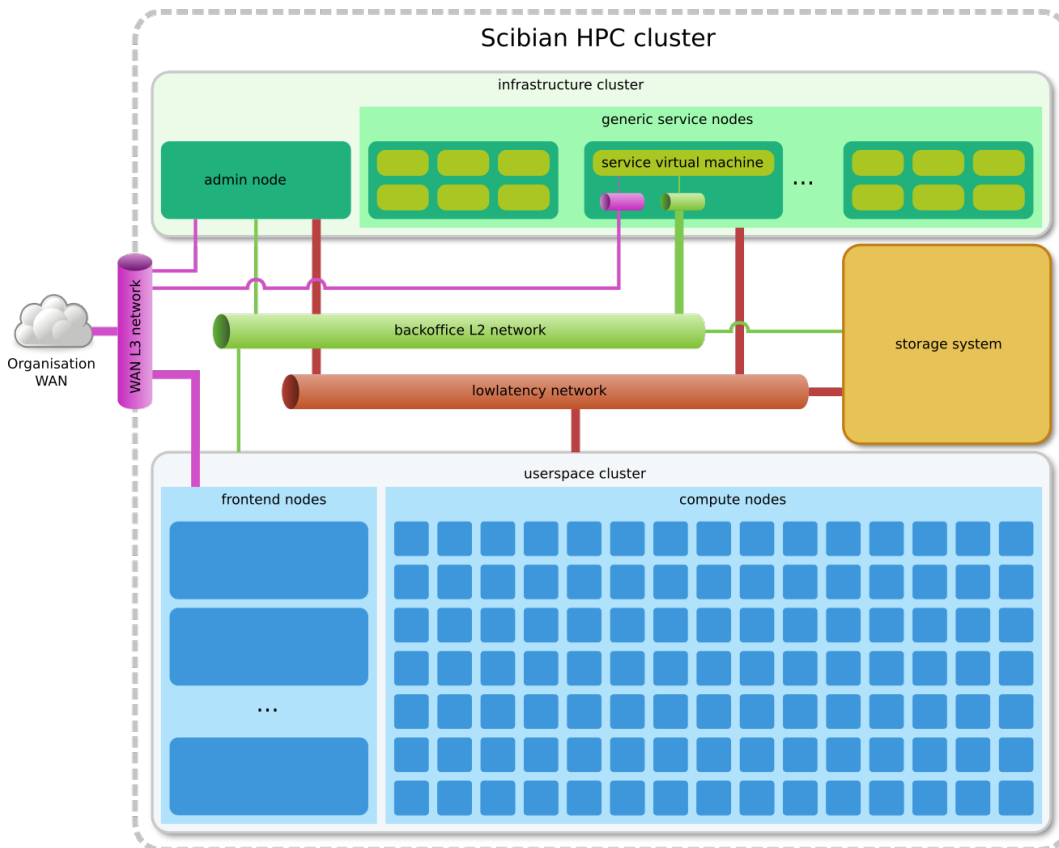 Scibian HPC cluster
infrastructure cluster
generic service nodes
admin node
service virtual machine
...
WAN L3 network
Organisation
WAN
backoffice L2 network
storage system
lowlatency network
userspace cluster
frontend nodes
compute nodes
...